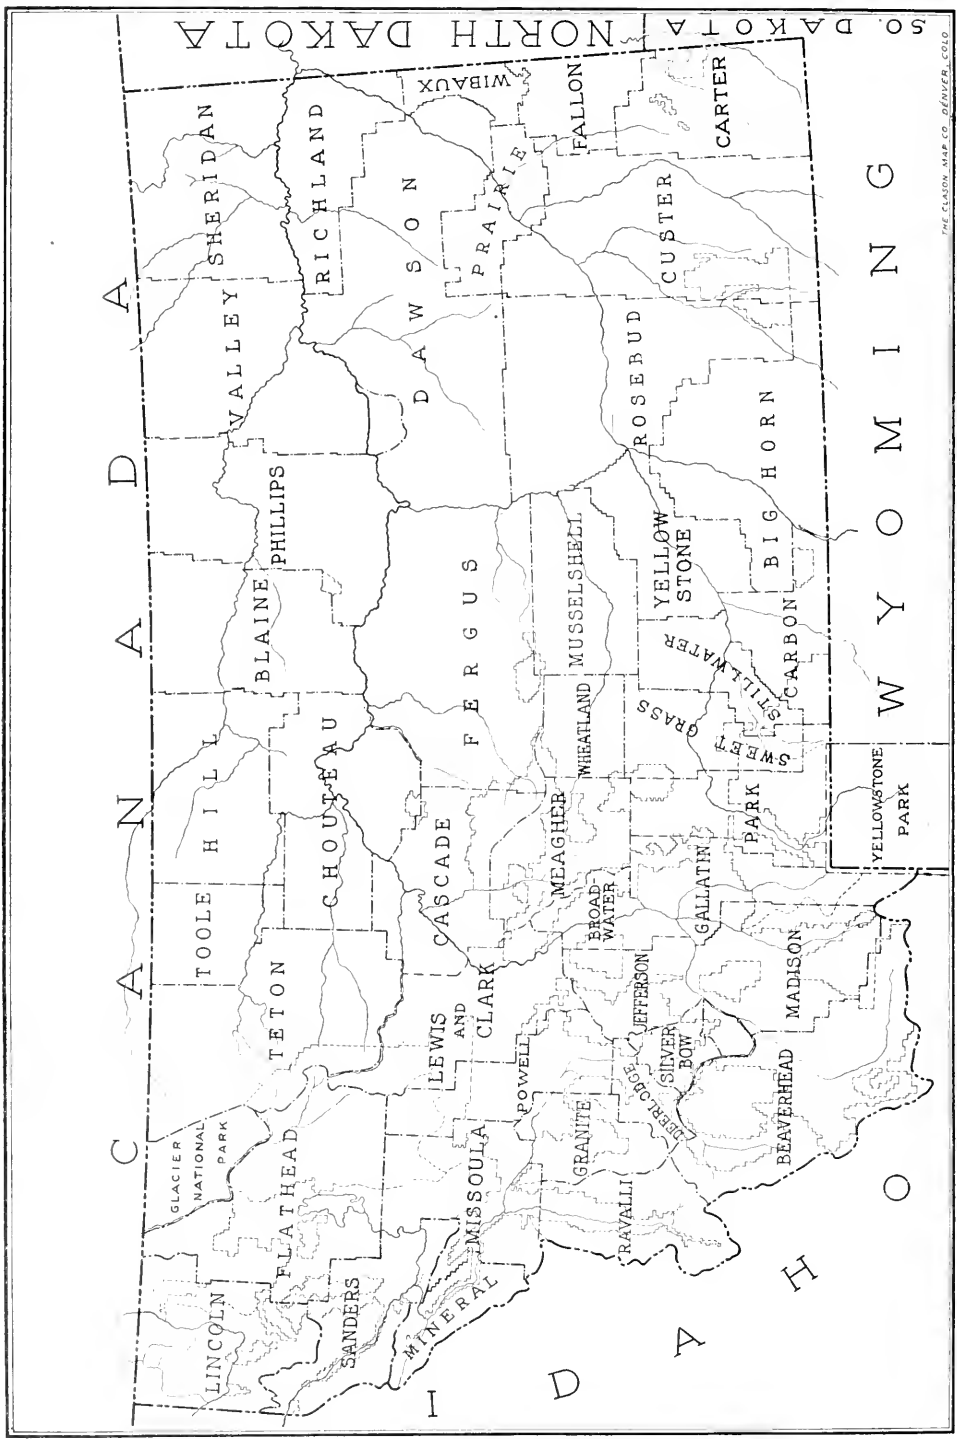 CANADA
NORTH DAKOTA
SO. DAKOTA
WYOMING
IDAHO
LINCOLN
FLATHEAD
GLACIER
NATIONAL
PARK
TETON
TOOLE
HILL
CHOUTEAU
BLAINE
PHILLIPS
VALLEY
SHERIDAN
RICHLAND
DAWSON
WIBAUX
PRAIRIE
FALLON
CARTER
CUSTER
ROSEBUD
BIG HORN
YELLOW
STONE
MUSSELSHELL
FERGUS
CASCADE
LEWIS
AND
CLARK
POWELL
MISSOULA
MINERAL
SANDERS
RAVALLI
GRANITE
DEERLODGE
SILVER
BOW
JEFFERSON
BROAD-
WATER
MEAGHER
WHEATLAND
SWEET GRASS
STILLWATER
CARBON
PARK
GALLATIN
MADISON
BEAVERHEAD
YELLOWSTONE
PARK
THE CLASON MAP CO. DENVER, COLO